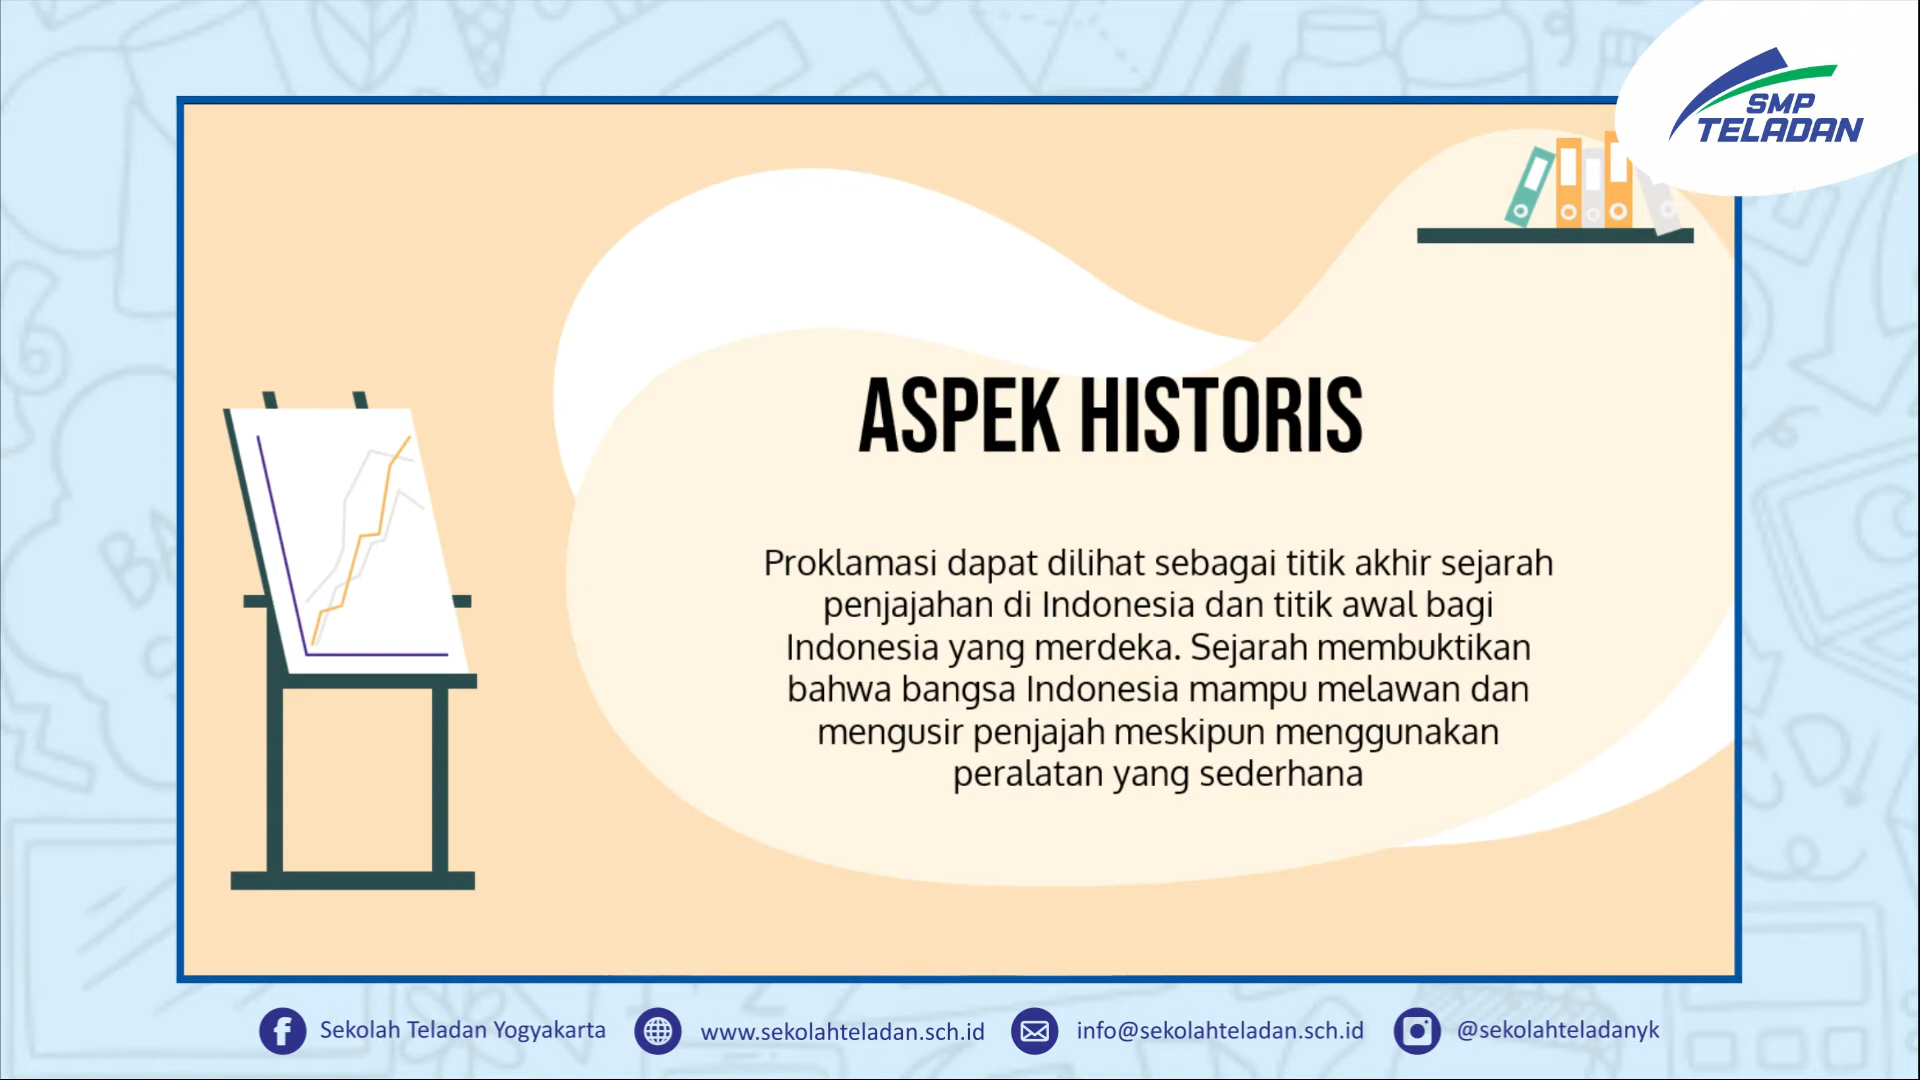 SMP
TELADAN
ASPEK HISTORIS
Proklamasi dapat dilihat sebagai titik akhir sejarah
penjajahan di Indonesia dan titik awal bagi
Indonesia yang merdeka. Sejarah membuktikan
bahwa bangsa Indonesia mampu melawan dan
mengusir penjajah meskipun menggunakan
peralatan yang sederhana
Sekolah Teladan Yogyakarta
www.sekolahteladan.sch.id
info@sekolahteladan.sch.id
@sekolahteladanyk